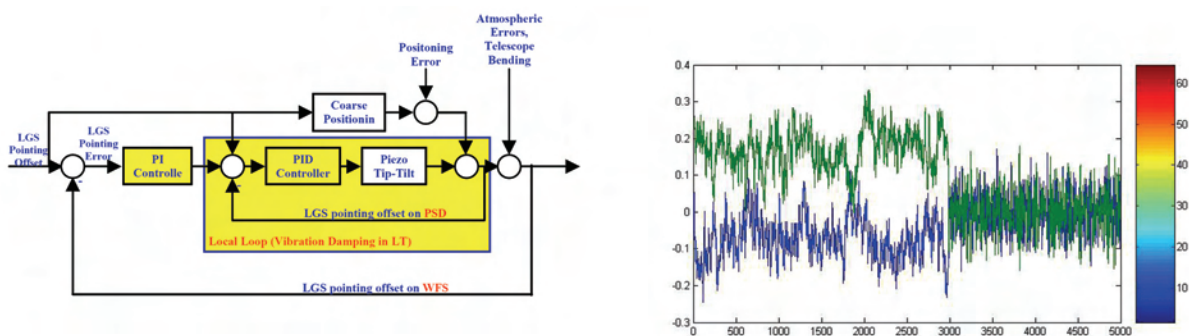 Atmospheric
Errors,
Telescope
Bending
Positoning
Error
Coarse
Positionin
LGS
Pointing
Offset
LGS
Pointing
Error
PI
Controlle
PID
Controller
Piezo
Tip-Tilt
-
-
LGS pointing offset on PSD
Local Loop (Vibration Damping in LT)
LGS pointing offset on WFS
0.4
0.3
0.2
0.1
0
-0.1
-0.2
-0.3
0 500 1000 1500 2000 2500 3000 3500 4000 4500 5000
60
50
40
30
20
10